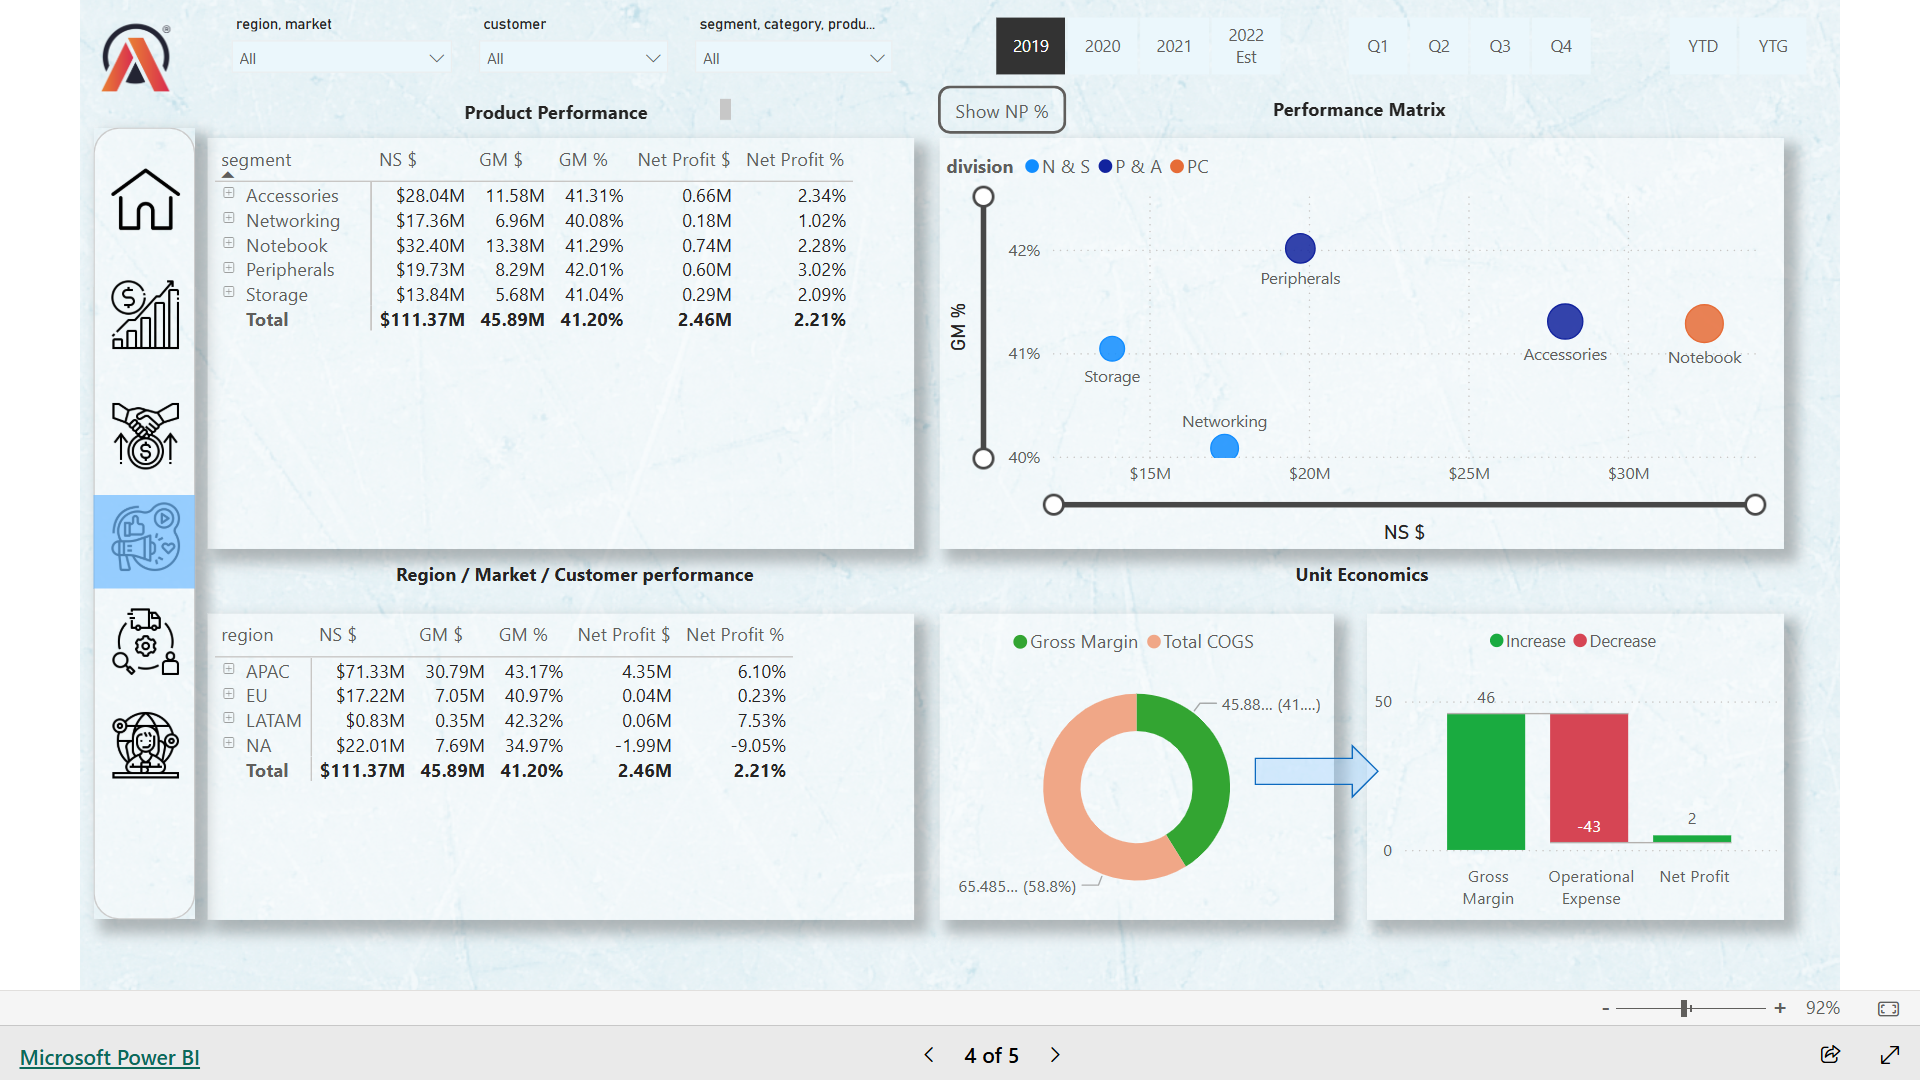 region, market
customer
segment, category, produ...
All
All
All
2019
2020
2021
2022
Est
Q1
Q2
Q3
Q4
YTD
YTG
Product Performance
Show NP %
Performance Matrix
segment NS $ GM $ GM % Net Profit $ Net Profit %
Accessories $28.04M 11.58M 41.31% 0.66M 2.34%
Networking $17.36M 6.96M 40.08% 0.18M 1.02%
Notebook $32.40M 13.38M 41.29% 0.74M 2.28%
Peripherals $19.73M 8.29M 42.01% 0.60M 3.02%
Storage $13.84M 5.68M 41.04% 0.29M 2.09%
Total $111.37M 45.89M 41.20% 2.46M 2.21%
division N & S P & A PC
GM %
42%
41%
40%
Peripherals
Accessories
Notebook
Storage
Networking
$15M $20M $25M $30M
NS $
Region / Market / Customer performance
region NS $ GM $ GM % Net Profit $ Net Profit %
APAC $71.33M 30.79M 43.17% 4.35M 6.10%
EU $17.22M 7.05M 40.97% 0.04M 0.23%
LATAM $0.83M 0.35M 42.32% 0.06M 7.53%
NA $22.01M 7.69M 34.97% -1.99M -9.05%
Total $111.37M 45.89M 41.20% 2.46M 2.21%
Unit Economics
Gross Margin Total COGS
45.88... (41....)
65.485... (58.8%)
Increase Decrease
50
0
46
-43
2
Gross
Margin
Operational
Expense
Net Profit
- + 92%
Microsoft Power BI
4 of 5